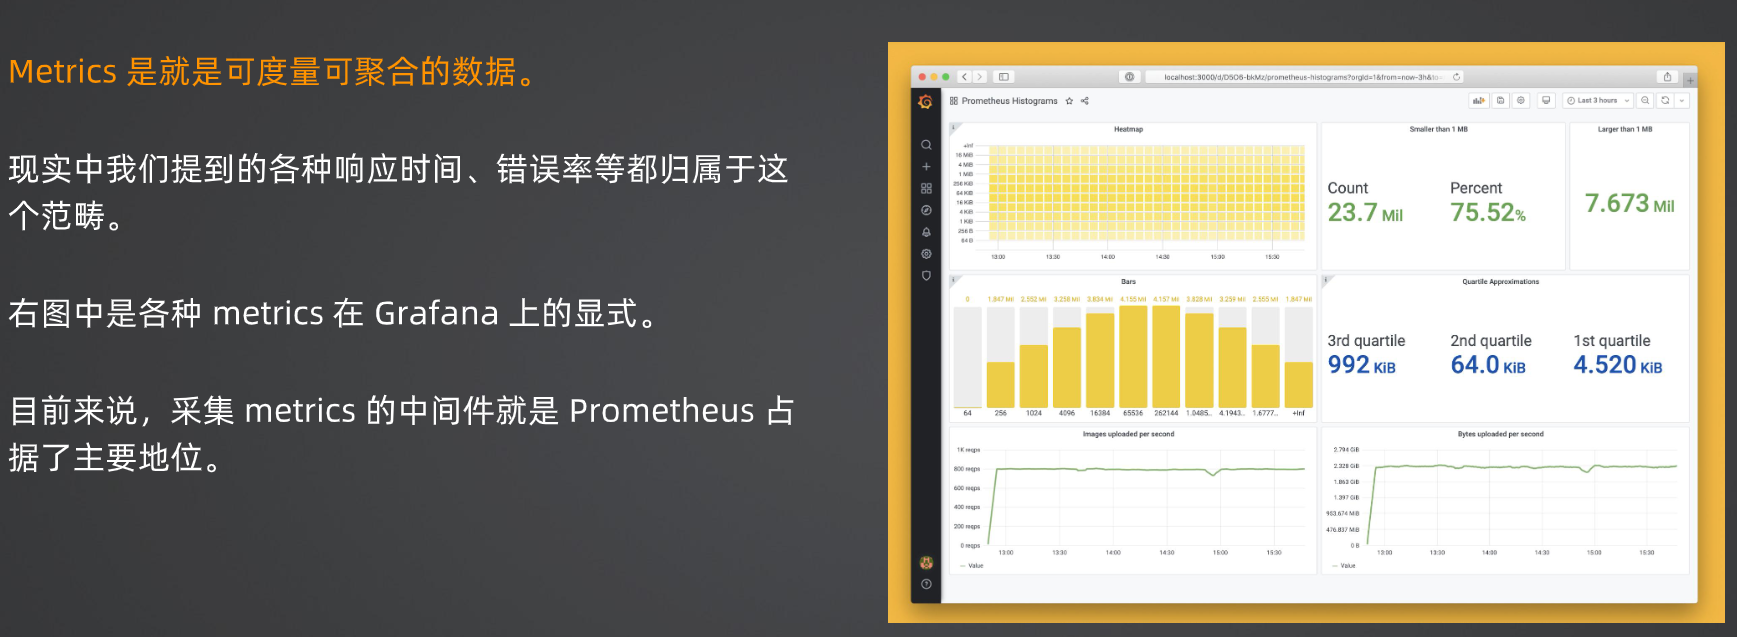 Metrics 是就是可度量可聚合的数据。
现实中我们提到的各种响应时间、错误率等都归属于这
个范畴。
右图中是各种 metrics 在 Grafana 上的显式。
目前来说，采集 metrics 的中间件就是 Prometheus 占
据了主要地位。
localhost:3000/d/D5O6-bkMz/prometheus-histograms?orgId=1&from=now-3h&to=
Prometheus Histograms
Last 3 hours
Heatmap
+Inf
16 MiB
4 MiB
1 MiB
256 KiB
64 KiB
16 KiB
4 KiB
1 KiB
256 B
64 B
13:00 13:30 14:00 14:30 15:00 15:30
Smaller than 1 MB
Count
23.7 Mil
Percent
75.52%
Larger than 1 MB
7.673 Mil
Bars
0 1.847 Mil 2.552 Mil 3.258 Mil 3.834 Mil 4.155 Mil 4.157 Mil 3.828 Mil 3.259 Mil 2.555 Mil 1.847 Mil
64 256 1024 4096 16384 65536 262144 1.0485.. 4.1943.. 1.6777.. +Inf
Quartile Approximations
3rd quartile
992 KiB
2nd quartile
64.0 KiB
1st quartile
4.520 KiB
Images uploaded per second
1K reqps
800 reqps
600 reqps
400 reqps
200 reqps
0 reqps
13:00 13:30 14:00 14:30 15:00 15:30
Value
Bytes uploaded per second
2.794 GiB
2.328 GiB
1.863 GiB
1.397 GiB
953.674 MiB
476.837 MiB
0 B
13:00 13:30 14:00 14:30 15:00 15:30
Value